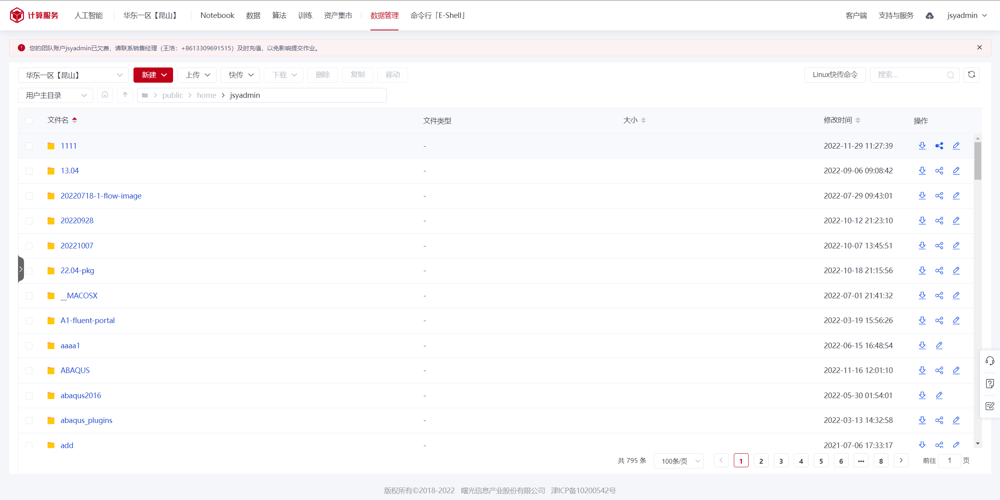 计算服务 人工智能 华东一区【昆山】 Notebook 数据 算法 训练 资产集市 数据管理 命令行「E-Shell」 客户端 支持与服务 jsyadmin
您的团队账户jsyadmin已欠费，请联系销售经理（王浩：+8613309691515）及时充值，以免影响提交作业。
华东一区【昆山】 新建 上传 快传 下载 删除 复制 移动 Linux快传命令 搜索...
用户主目录 public home jsyadmin
文件名 文件类型 大小 修改时间 操作
1111 - 2022-11-29 11:27:39
13.04 - 2022-09-06 09:08:42
20220718-1-flow-image - 2022-07-29 09:43:01
20220928 - 2022-10-12 21:23:10
20221007 - 2022-10-07 13:45:51
22.04-pkg - 2022-10-18 21:15:56
__MACOSX - 2022-07-01 21:41:32
A1-fluent-portal - 2022-03-19 15:56:26
aaaa1 - 2022-06-15 16:48:54
ABAQUS - 2022-11-16 12:01:10
abaqus2016 - 2022-05-30 01:54:01
abaqus_plugins - 2022-03-13 14:32:58
add - 2021-07-06 17:33:17
共 795 条 100条/页 1 2 3 4 5 6 ••• 8 前往 1 页
版权所有©2018-2022 曙光信息产业股份有限公司 津ICP备10200542号